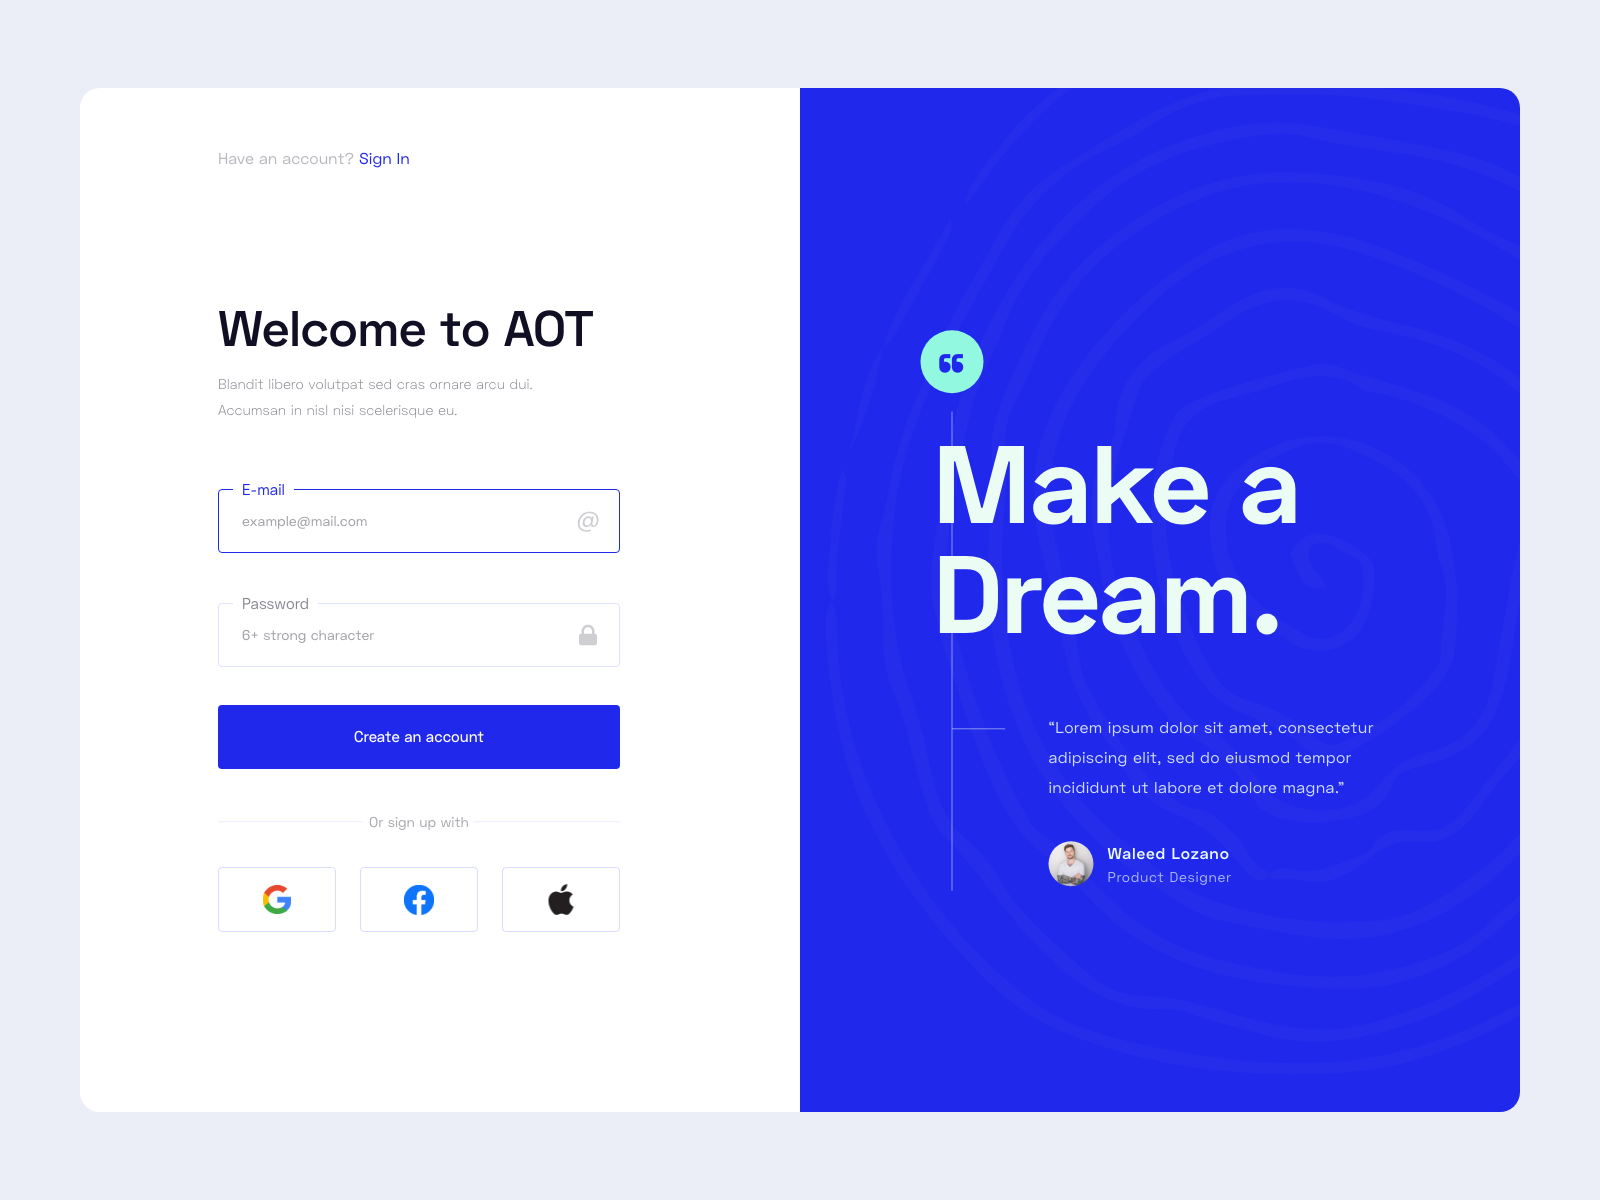 Have an account? Sign In
Welcome to AOT
Blandit libero volutpat sed cras ornare arcu dui.
Accumsan in nisl nisi scelerisque eu.
E-mail
example@mail.com
@
Password
6+ strong character
Create an account
Or sign up with
“
Make a
Dream.
“Lorem ipsum dolor sit amet, consectetur
adipiscing elit, sed do eiusmod tempor
incididunt ut labore et dolore magna.”
Waleed Lozano
Product Designer